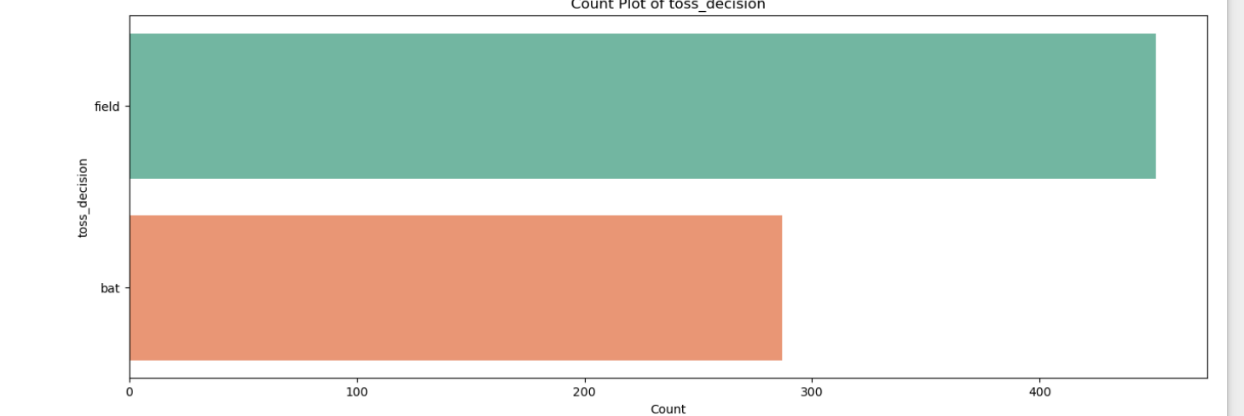 Count Plot of toss_decision
field
toss_decision
bat
0 100 200 300 400
Count